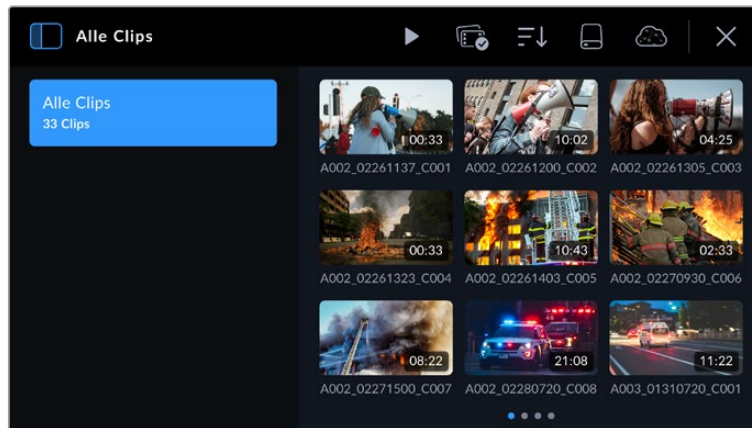 Alle Clips
Alle Clips
33 Clips
00:33
10:02
04:25
A002_02261137_C001
A002_02261200_C002
A002_02261305_C003
00:33
10:43
02:33
A002_02261323_C004
A002_02261403_C005
A002_02270930_C006
08:22
21:08
11:22
A002_02271500_C007
A002_02280720_C008
A003_01310720_C001